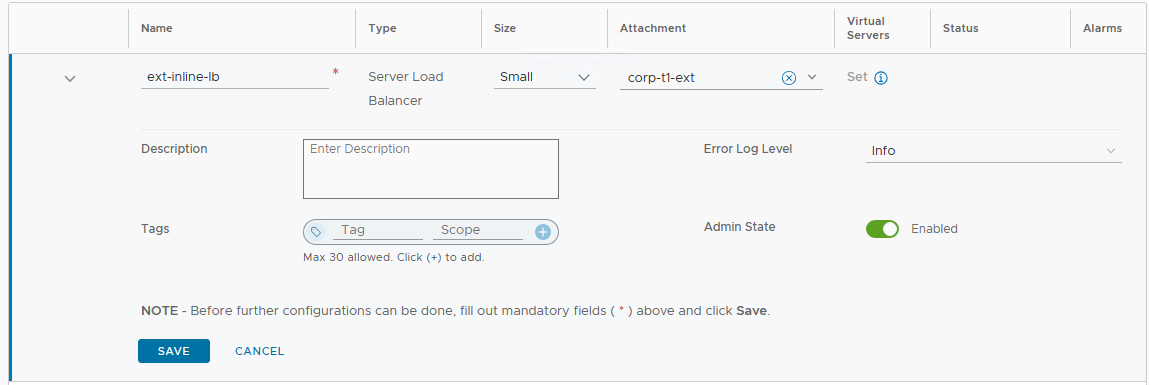 Name Type Size Attachment Virtual Servers Status Alarms
ext-inline-lb * Server Load Balancer Small corp-t1-ext Set
Description Enter Description Error Log Level Info
Tags Tag Scope Admin State Enabled
Max 30 allowed. Click (+) to add.
NOTE - Before further configurations can be done, fill out mandatory fields ( * ) above and click Save.
SAVE CANCEL